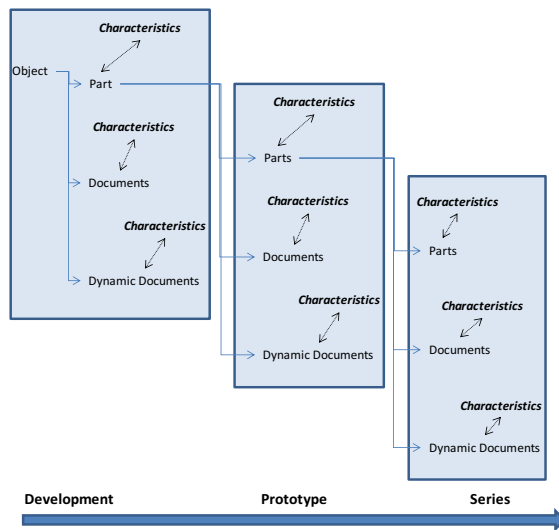 Characteristics
Object
Part
Characteristics
Documents
Characteristics
Dynamic Documents
Characteristics
Parts
Characteristics
Documents
Characteristics
Dynamic Documents
Characteristics
Parts
Characteristics
Documents
Characteristics
Dynamic Documents
Development
Prototype
Series